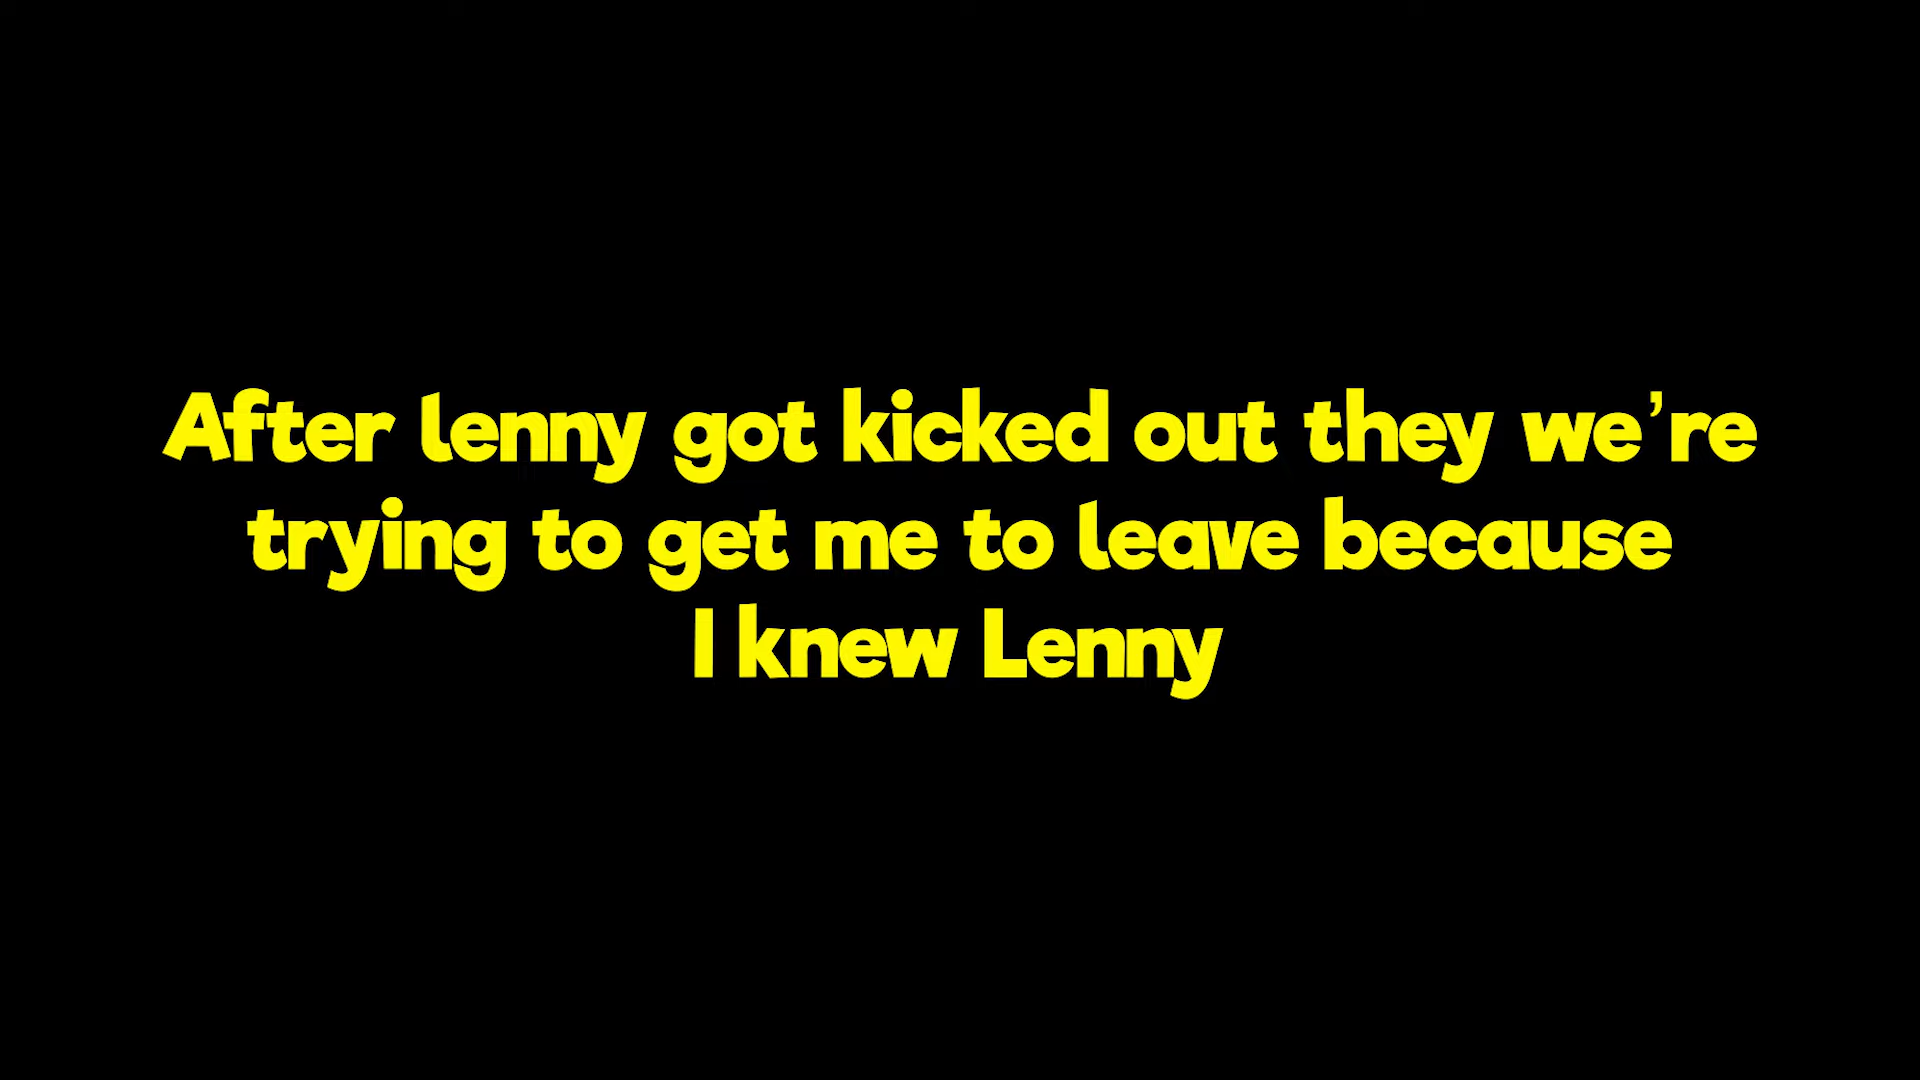 After lenny got kicked out they we're
trying to get me to leave because
I knew Lenny